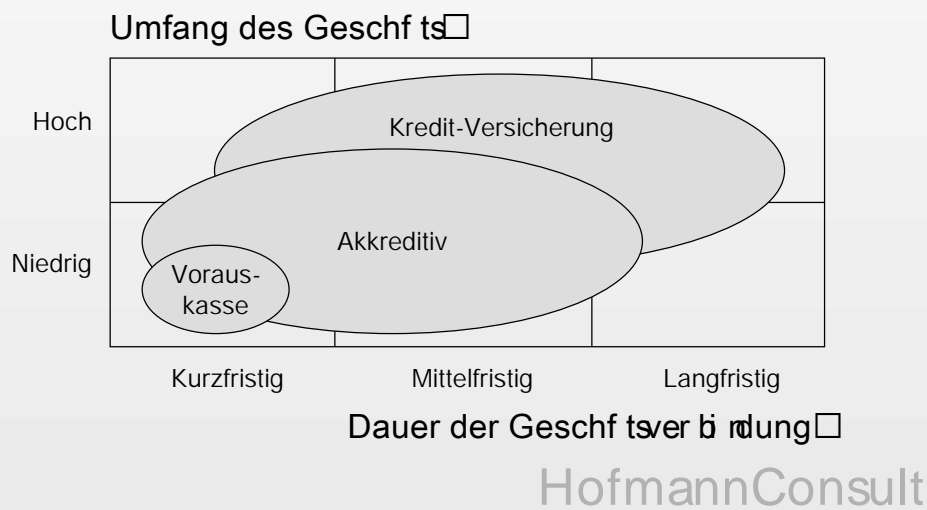 Umfang des Geschf ts□
Hoch
Kredit-Versicherung
Akkreditiv
Niedrig
Voraus-
kasse
Kurzfristig Mittelfristig Langfristig
Dauer der Geschf tsver bi ndung□
HofmannConsult